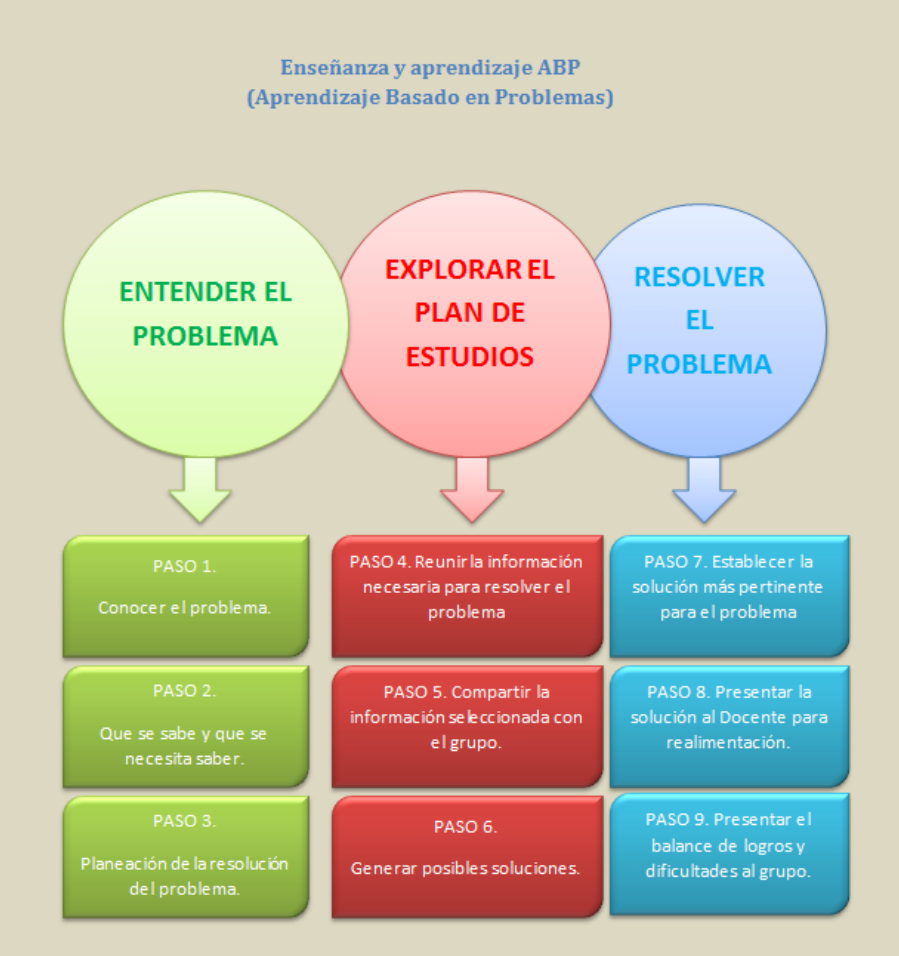 Enseñanza y aprendizaje ABP
(Aprendizaje Basado en Problemas)
ENTENDER EL
PROBLEMA
EXPLORAR EL
PLAN DE
ESTUDIOS
RESOLVER
EL
PROBLEMA
PASO 1.
Conocer el problema.
PASO 2.
Que se sabe y que se
necesita saber.
PASO 3.
Planeación de la resolución
del problema.
PASO 4. Reunir la información
necesaria para resolver el
problema
PASO 5. Compartir la
información seleccionada con
el grupo.
PASO 6.
Generar posibles soluciones.
PASO 7. Establecer la
solución más pertinente
para el problema
PASO 8. Presentar la
solución al Docente para
realimentación.
PASO 9. Presentar el
balance de logros y
dificultades al grupo.